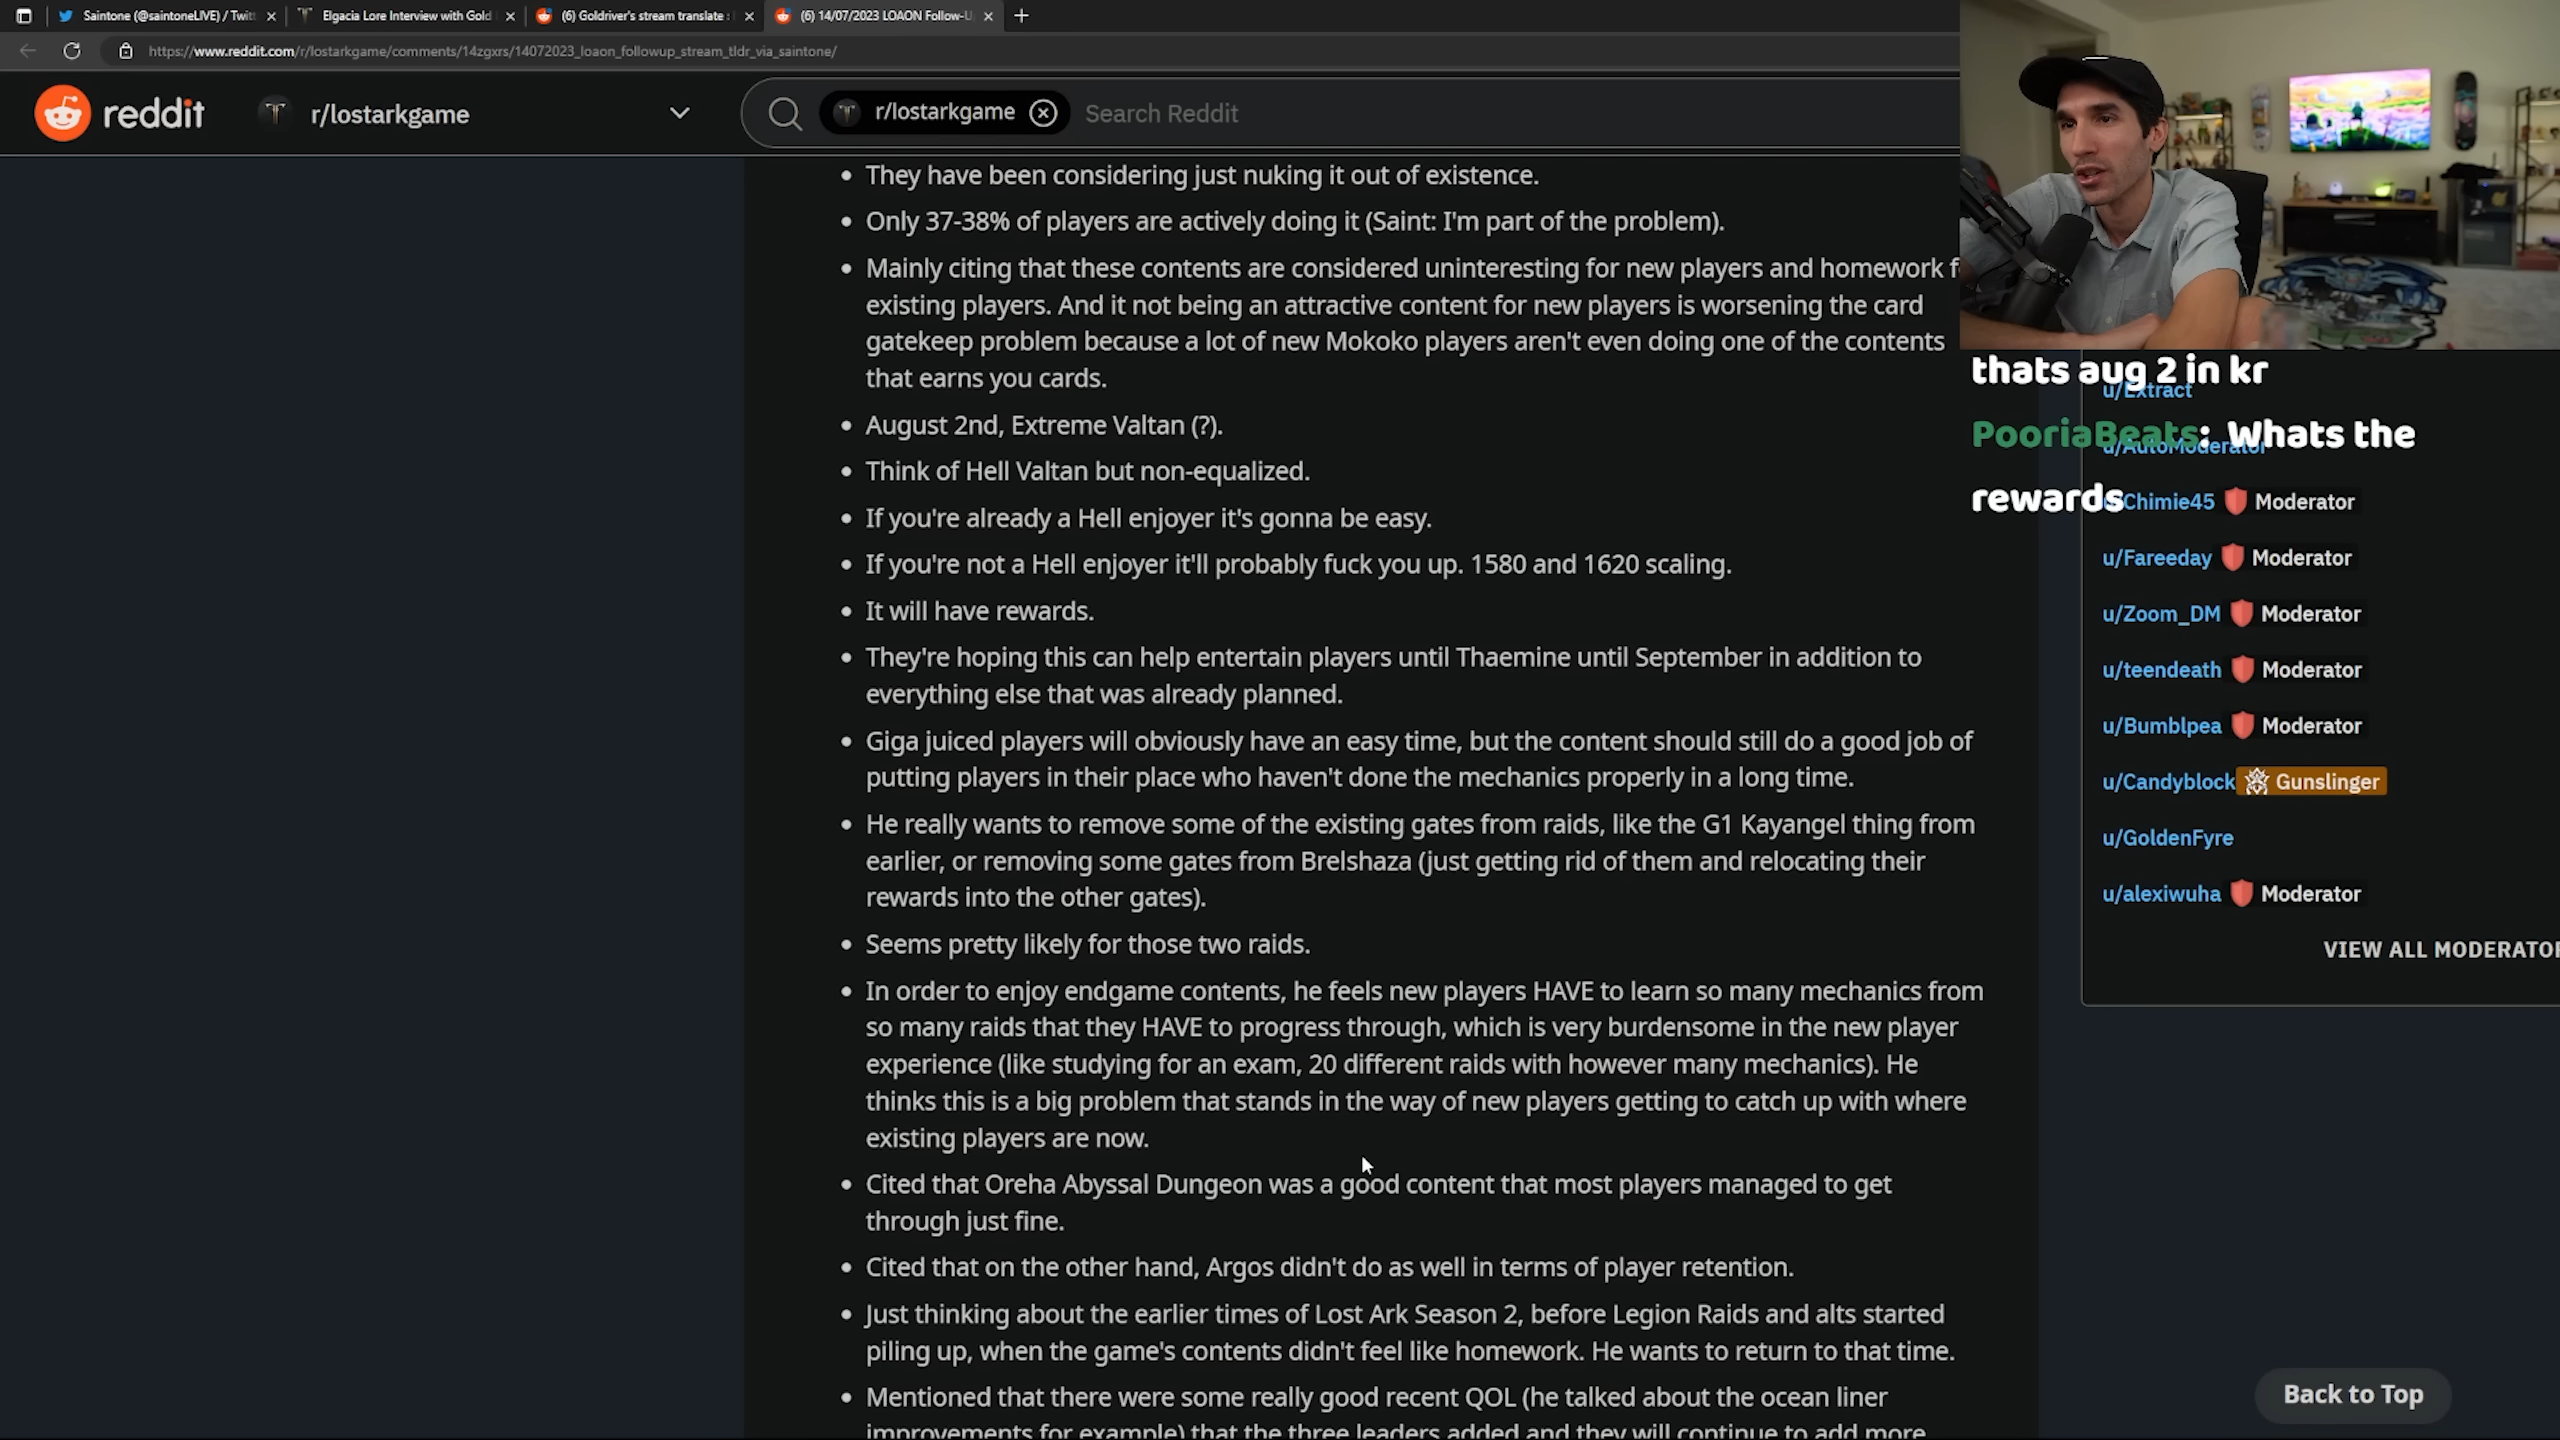 Saintone (@saintoneLIVE) / Twitt
Elgacia Lore Interview with Gold
(6) Goldriver's stream translate :
(6) 14/07/2023 LOAON Follow-U
https://www.reddit.com/r/lostarkgame/comments/14zgxrs/14072023_loaon_followup_stream_tldr_via_saintone/
reddit
r/lostarkgame
r/lostarkgame
Search Reddit
They have been considering just nuking it out of existence.
Only 37-38% of players are actively doing it (Saint: I'm part of the problem).
Mainly citing that these contents are considered uninteresting for new players and homework f
existing players. And it not being an attractive content for new players is worsening the card
gatekeep problem because a lot of new Mokoko players aren't even doing one of the contents
that earns you cards.
August 2nd, Extreme Valtan (?).
Think of Hell Valtan but non-equalized.
If you're already a Hell enjoyer it's gonna be easy.
If you're not a Hell enjoyer it'll probably fuck you up. 1580 and 1620 scaling.
It will have rewards.
They're hoping this can help entertain players until Thaemine until September in addition to
everything else that was already planned.
Giga juiced players will obviously have an easy time, but the content should still do a good job of
putting players in their place who haven't done the mechanics properly in a long time.
He really wants to remove some of the existing gates from raids, like the G1 Kayangel thing from
earlier, or removing some gates from Brelshaza (just getting rid of them and relocating their
rewards into the other gates).
Seems pretty likely for those two raids.
In order to enjoy endgame contents, he feels new players HAVE to learn so many mechanics from
so many raids that they HAVE to progress through, which is very burdensome in the new player
experience (like studying for an exam, 20 different raids with however many mechanics). He
thinks this is a big problem that stands in the way of new players getting to catch up with where
existing players are now.
Cited that Oreha Abyssal Dungeon was a good content that most players managed to get
through just fine.
Cited that on the other hand, Argos didn't do as well in terms of player retention.
Just thinking about the earlier times of Lost Ark Season 2, before Legion Raids and alts started
piling up, when the game's contents didn't feel like homework. He wants to return to that time.
Mentioned that there were some really good recent QOL (he talked about the ocean liner
improvements for example) that the three leaders added and they will continue to add more
thats aug 2 in kr
u/Extract
PooriaBeats: Whats the
u/AutoModerator
rewards
u/Chimie45 Moderator
u/Fareeday Moderator
u/Zoom_DM Moderator
u/teendeath Moderator
u/Bumblpea Moderator
u/Candyblock Gunslinger
u/GoldenFyre
u/alexiwuha Moderator
VIEW ALL MODERATOR
Back to Top